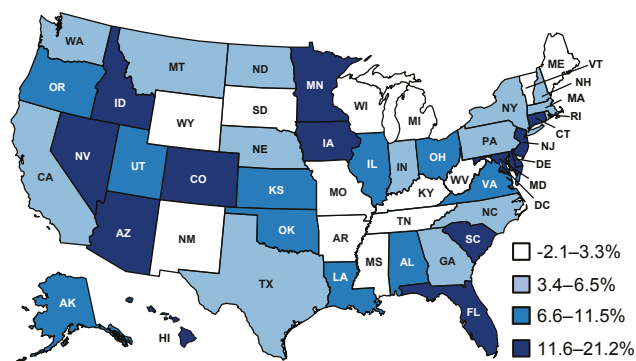 WA
ME
VT
MT
ND
MN
OR
NH
ID
SD
WI
NY
MA
MI
RI
WY
CT
IA
PA
NJ
NE
NV
OH
IL
IN
DE
UT
MD
CO
WV
VA
CA
KS
MO
KY
DC
NC
TN
AZ
OK
NM
AR
SC
-2.1–3.3%
MS
AL
GA
TX
3.4–6.5%
LA
AK
FL
6.6–11.5%
HI
11.6–21.2%